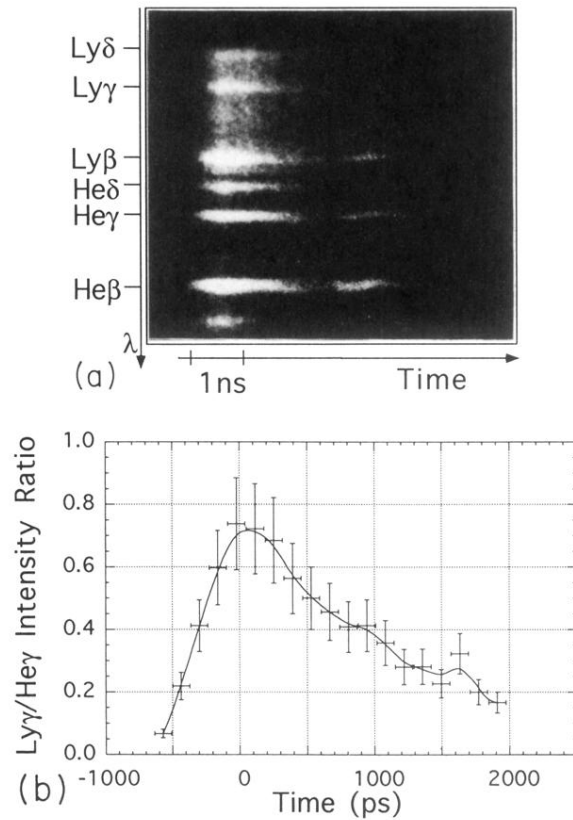 Lyδ
Lyγ
Lyβ
Heδ
Heγ
Heβ
λ
(a)
1ns
Time
1.0
0.8
0.6
0.4
0.2
0.0
Lyγ/Heγ Intensity Ratio
-1000
0
1000
2000
(b)
Time (ps)